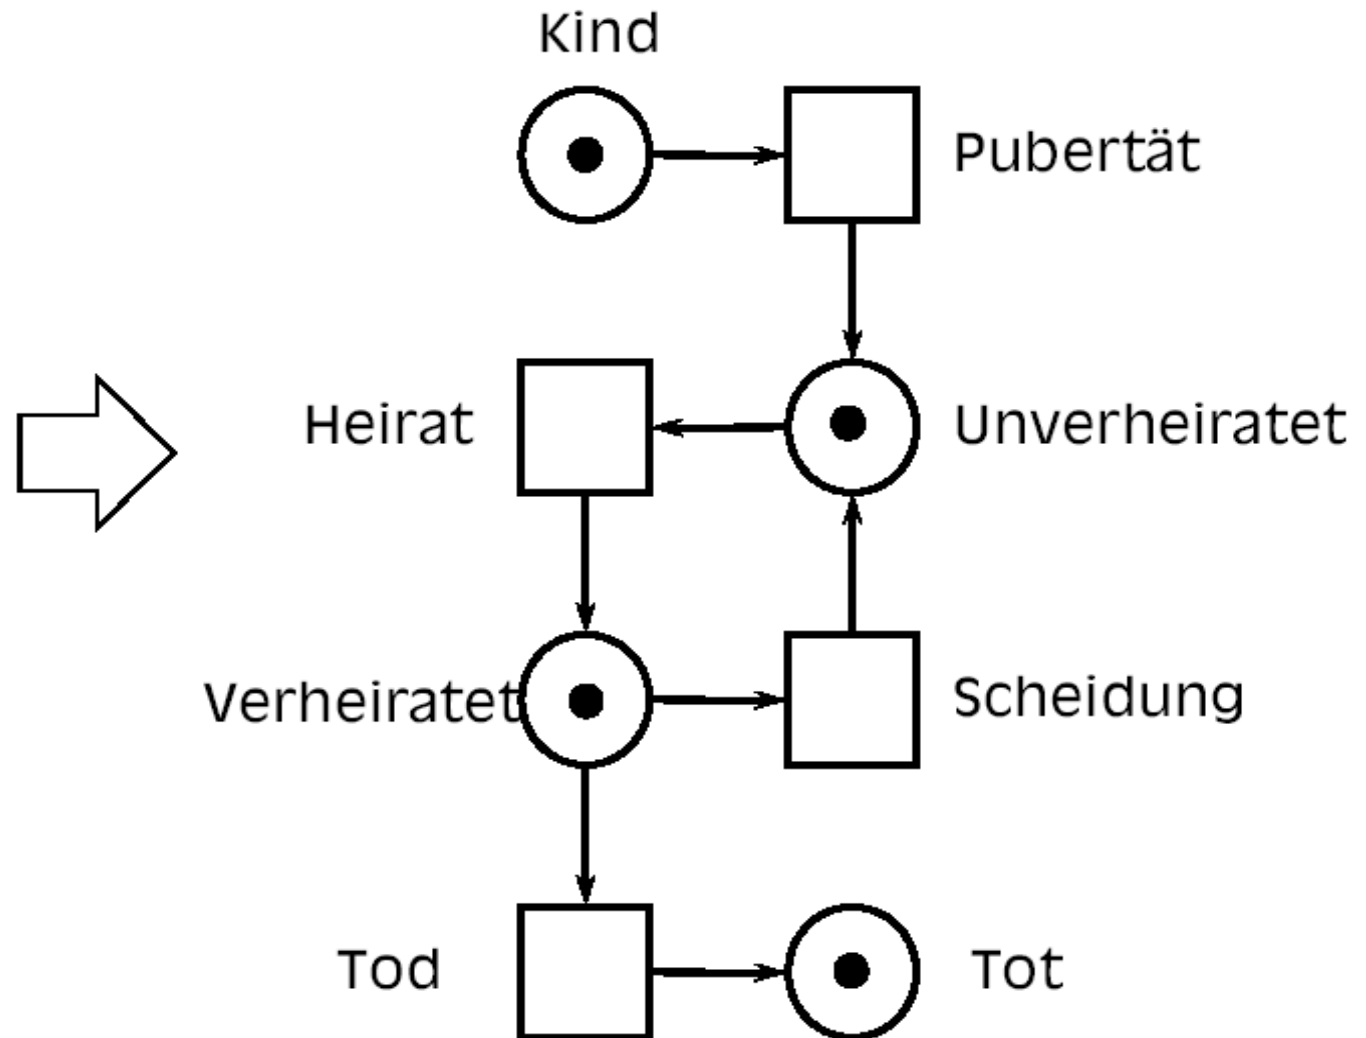 Kind
Pubertät
Heirat
Unverheiratet
Verheiratet
Scheidung
Tod
Tot